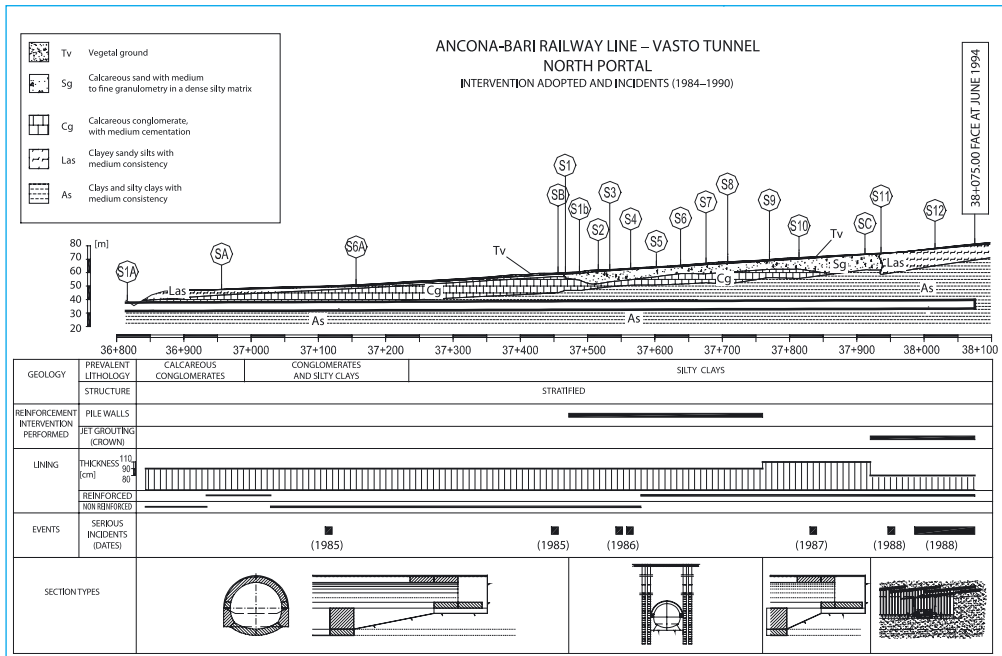 Tv Vegetal ground
Sg Calcareous sand with medium
to fine granulometry in a dense silty matrix
Cg Calcareous conglomerate,
with medium cementation
Las Clayey sandy silts with
medium consistency
As Clays and silty clays with
medium consistency
ANCONA-BARI RAILWAY LINE – VASTO TUNNEL
NORTH PORTAL
INTERVENTION ADOPTED AND INCIDENTS (1984–1990)
38+075.00 FACE AT JUNE 1994
S1A SA S6A SB S1 S1b S2 S3 S4 S5 S6 S7 S8 S9 S10 SC S11 S12
80 [m]
70
60
50
40
30
20
Las Cg Tv Cg Tv Sg Las As
As As
36+800 36+900 37+000 37+100 37+200 37+300 37+400 37+500 37+600 37+700 37+800 37+900 38+000 38+100
GEOLOGY
PREVALENT
LITHOLOGY
CALCAREOUS
CONGLOMERATES
CONGLOMERATES
AND SILTY CLAYS
SILTY CLAYS
STRUCTURE
STRATIFIED
REINFORCEMENT
INTERVENTION
PERFORMED
PILE WALLS
JET GROUTING
(CROWN)
LINING
THICKNESS
[cm]
110
90
80
REINFORCED
NON REINFORCED
EVENTS
SERIOUS
INCIDENTS
(DATES)
(1985) (1985) (1986) (1987) (1988) (1988)
SECTION TYPES